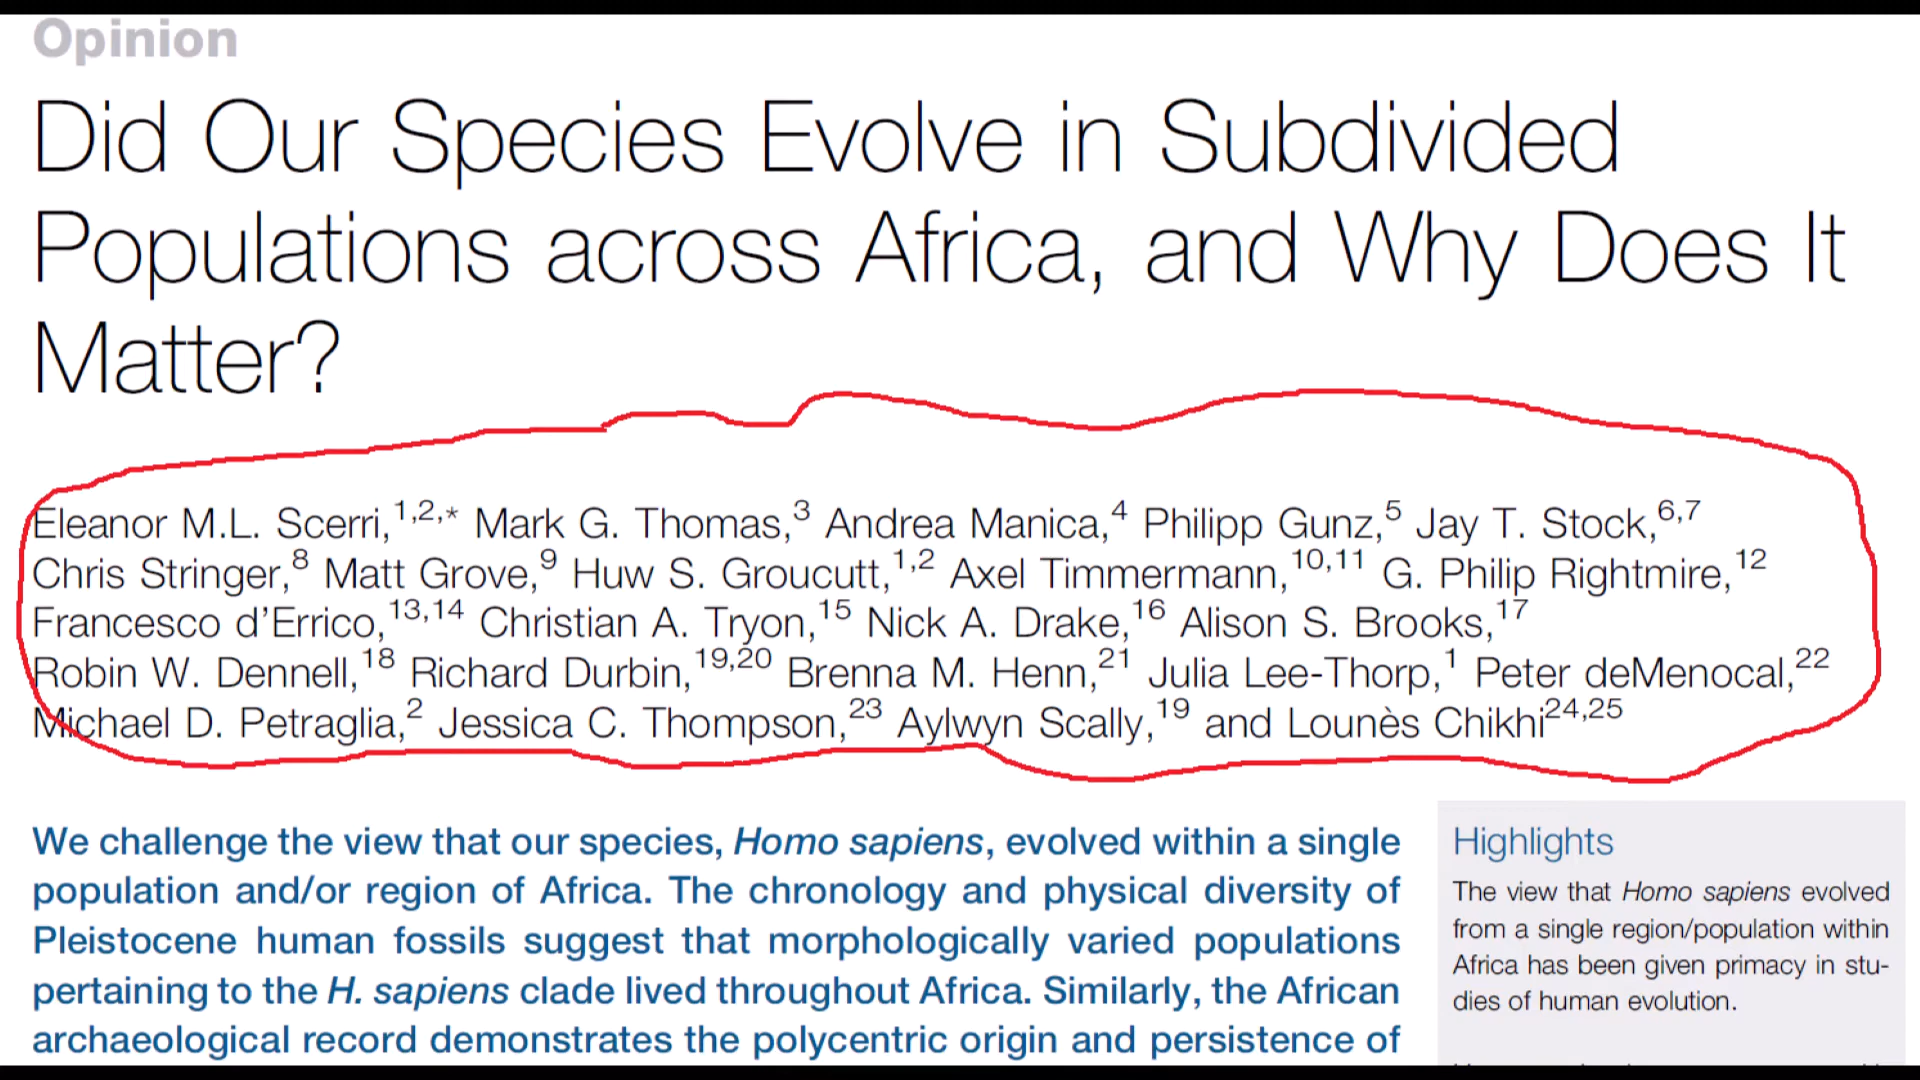 Opinion
Did Our Species Evolve in Subdivided
Populations across Africa, and Why Does It
Matter?
Eleanor M.L. Scerri,1,2,* Mark G. Thomas,3 Andrea Manica,4 Philipp Gunz,5 Jay T. Stock,6,7
Chris Stringer,8 Matt Grove,9 Huw S. Groucutt,1,2 Axel Timmermann,10,11 G. Philip Rightmire,12
Francesco d'Errico,13,14 Christian A. Tryon,15 Nick A. Drake,16 Alison S. Brooks,17
Robin W. Dennell,18 Richard Durbin,19,20 Brenna M. Henn,21 Julia Lee-Thorp,1 Peter deMenocal,22
Michael D. Petraglia,2 Jessica C. Thompson,23 Aylwyn Scally,19 and Lounès Chikhi24,25
We challenge the view that our species, Homo sapiens, evolved within a single
population and/or region of Africa. The chronology and physical diversity of
Pleistocene human fossils suggest that morphologically varied populations
pertaining to the H. sapiens clade lived throughout Africa. Similarly, the African
archaeological record demonstrates the polycentric origin and persistence of
Highlights
The view that Homo sapiens evolved
from a single region/population within
Africa has been given primacy in stu-
dies of human evolution.